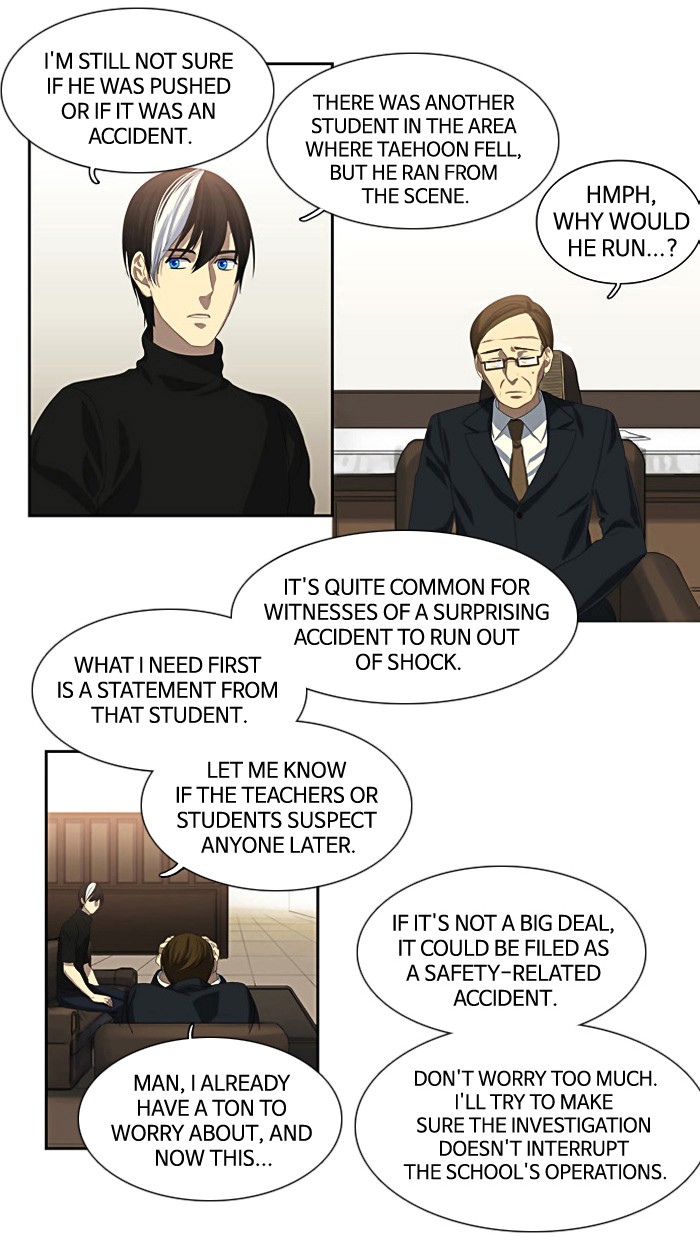 I'M STILL NOT SURE
IF HE WAS PUSHED
OR IF IT WAS AN
ACCIDENT.
THERE WAS ANOTHER
STUDENT IN THE AREA
WHERE TAEHOON FELL,
BUT HE RAN FROM
THE SCENE.
HMPH,
WHY WOULD
HE RUN...?
IT'S QUITE COMMON FOR
WITNESSES OF A SURPRISING
ACCIDENT TO RUN OUT
OF SHOCK.
WHAT I NEED FIRST
IS A STATEMENT FROM
THAT STUDENT.
LET ME KNOW
IF THE TEACHERS OR
STUDENTS SUSPECT
ANYONE LATER.
MAN, I ALREADY
HAVE A TON TO
WORRY ABOUT, AND
NOW THIS...
IF IT'S NOT A BIG DEAL,
IT COULD BE FILED AS
A SAFETY-RELATED
ACCIDENT.
DON'T WORRY TOO MUCH.
I'LL TRY TO MAKE
SURE THE INVESTIGATION
DOESN'T INTERRUPT
THE SCHOOL'S OPERATIONS.